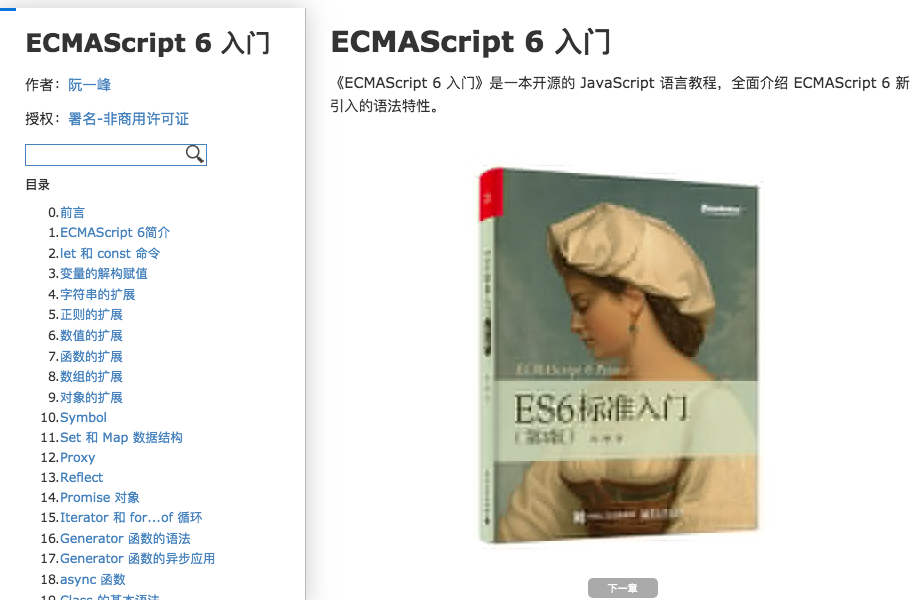 ECMAScript 6 入门
作者：阮一峰
授权：署名-非商用许可证
目录
0.前言
1.ECMAScript 6简介
2.let 和 const 命令
3.变量的解构赋值
4.字符串的扩展
5.正则的扩展
6.数值的扩展
7.函数的扩展
8.数组的扩展
9.对象的扩展
10.Symbol
11.Set 和 Map 数据结构
12.Proxy
13.Reflect
14.Promise 对象
15.Iterator 和 for...of 循环
16.Generator 函数的语法
17.Generator 函数的异步应用
18.async 函数
19.Class 的基本语法
ECMAScript 6 入门
《ECMAScript 6 入门》是一本开源的 JavaScript 语言教程，全面介绍 ECMAScript 6 新
引入的语法特性。
ECMAScript 6 Primer
ES6标准入门
（第3版）
下一章